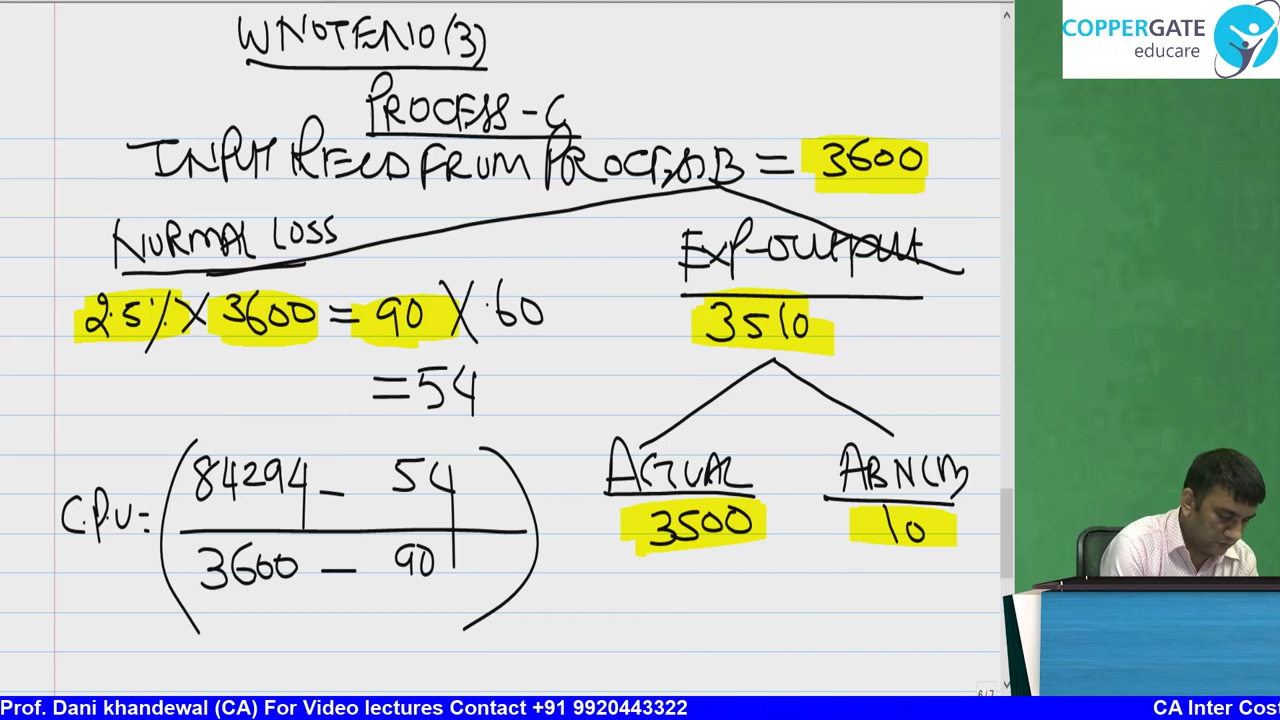 COPPERGATE
educare
W NOTE NO (3)
PROCESS - C
INPUT RECD FROM PROCESS B = 3600
NORMAL LOSS
EXP-OUTPUT
2.5% X 3600 = 90 X .60
3510
= 54
ACTUAL
ABN(L)
3500
10
C.P.U = ( 84294 - 54
3600 - 90 )
6/7
Prof. Dani khandewal (CA) For Video lectures Contact +91 9920443322
CA Inter Cost